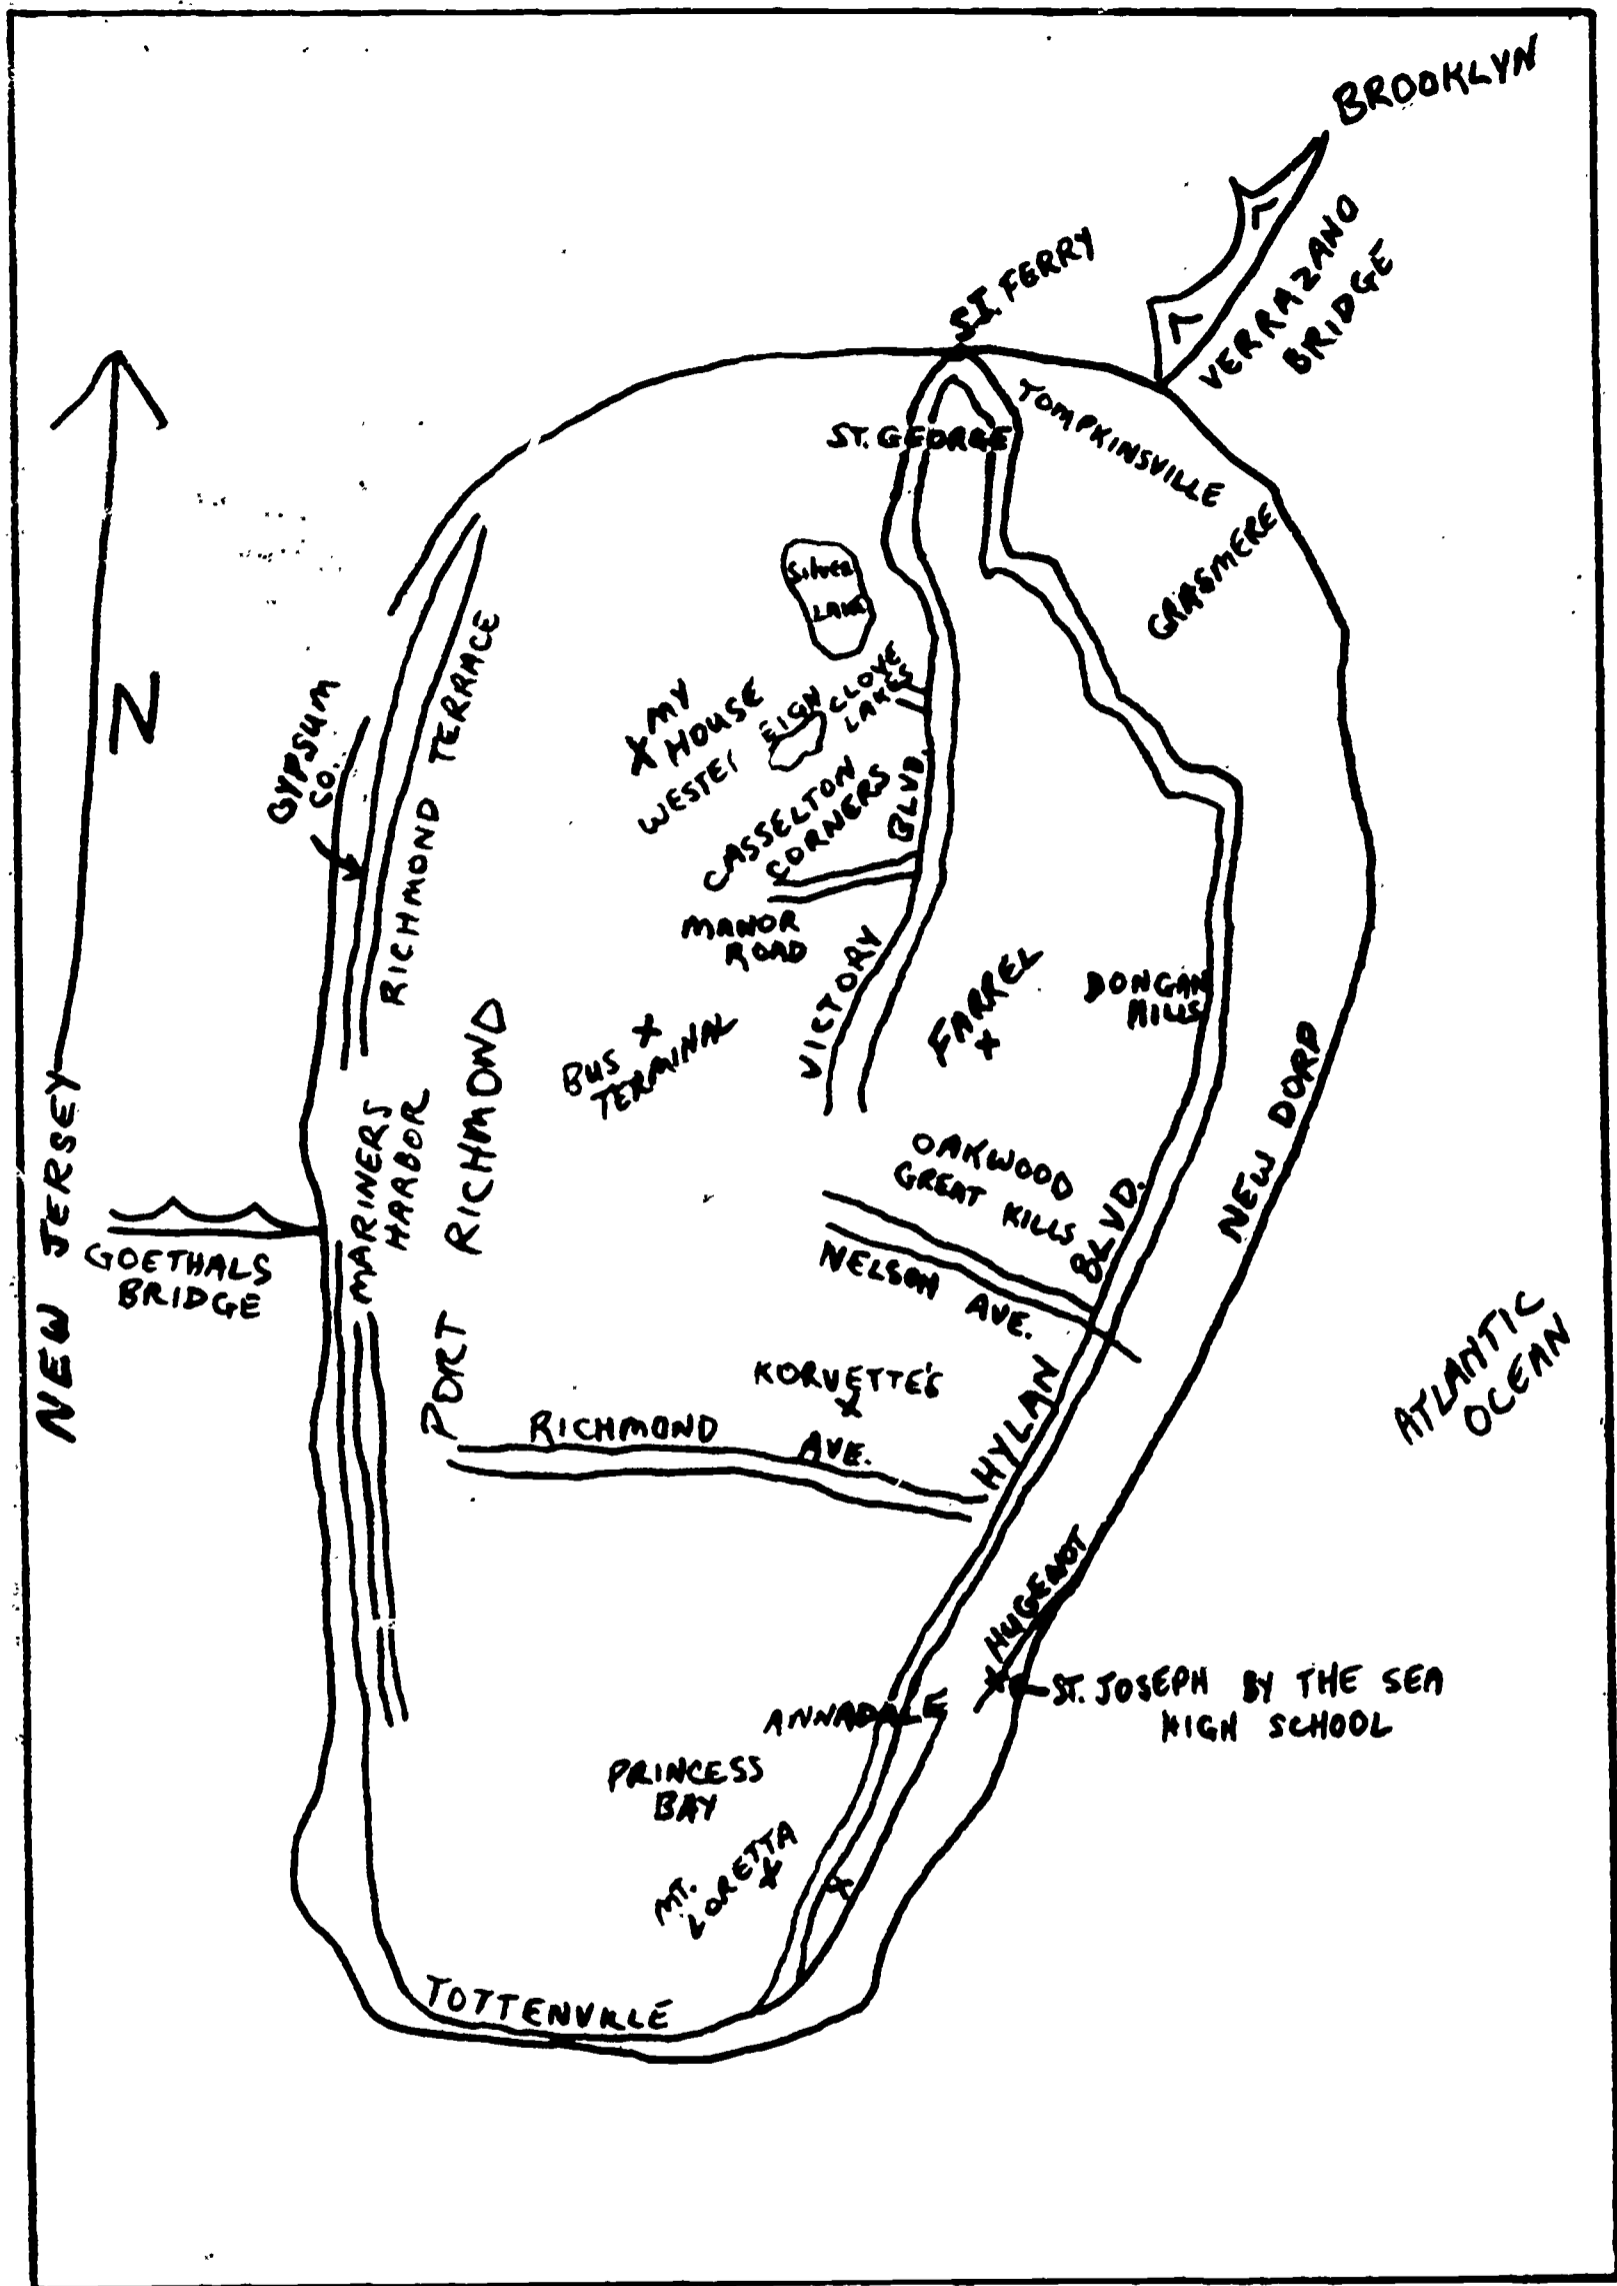 BROOKLYN
VERRAZANO
BRIDGE
S.I. FERRY
TOMPKINSVILLE
ST. GEORGE
GRASMERE
SILVER
LAKE
N
GYPSUM
CO.
RICHMOND TERRACE
MY
HOUSE
CLOVE
LAKES
CASSELTON
CORNERS
MANOR
ROAD
VICTORY BLVD.
FARREL
DONGAN
HILLS
BUS
TERMINAL
NEW DORP
MARINERS
HARBOR
PORT RICHMOND
NEW JERSEY
GOETHALS
BRIDGE
OAKWOOD
GREAT KILLS
NELSON AVE.
HYLAN BLVD.
KORVETTE'S
RICHMOND AVE.
ATLANTIC
OCEAN
HUGENOT
ST. JOSEPH BY THE SEA
HIGH SCHOOL
ANNADALE
PRINCESS
BAY
MT.
LORETTA
TOTTENVILLE